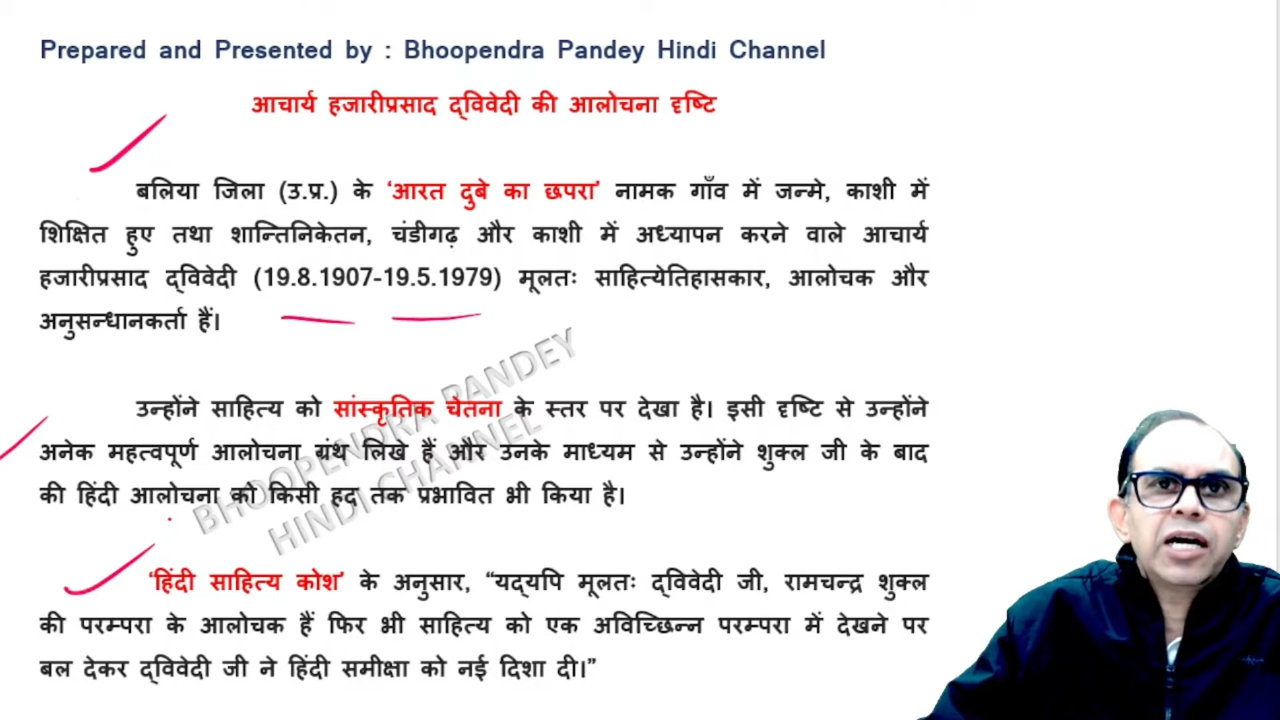 Prepared and Presented by : Bhoopendra Pandey Hindi Channel
आचार्य हजारीप्रसाद द्विवेदी की आलोचना दृष्टि
बलिया जिला (उ.प्र.) के ‘आरत दुबे का छपरा’ नामक गाँव में जन्मे, काशी में
शिक्षित हुए तथा शान्तिनिकेतन, चंडीगढ़ और काशी में अध्यापन करने वाले आचार्य
हजारीप्रसाद द्विवेदी (19.8.1907-19.5.1979) मूलतः साहित्येतिहासकार, आलोचक और
अनुसन्धानकर्ता हैं।
उन्होंने साहित्य को सांस्कृतिक चेतना के स्तर पर देखा है। इसी दृष्टि से उन्होंने
अनेक महत्वपूर्ण आलोचना ग्रंथ लिखे हैं और उनके माध्यम से उन्होंने शुक्ल जी के बाद
की हिंदी आलोचना को किसी हद तक प्रभावित भी किया है।
‘हिंदी साहित्य कोश’ के अनुसार, “यद्यपि मूलतः द्विवेदी जी, रामचन्द्र शुक्ल
की परम्परा के आलोचक हैं फिर भी साहित्य को एक अविच्छिन्न परम्परा में देखने पर
बल देकर द्विवेदी जी ने हिंदी समीक्षा को नई दिशा दी।”
BHOOPENDRA PANDEY
HINDI CHANNEL